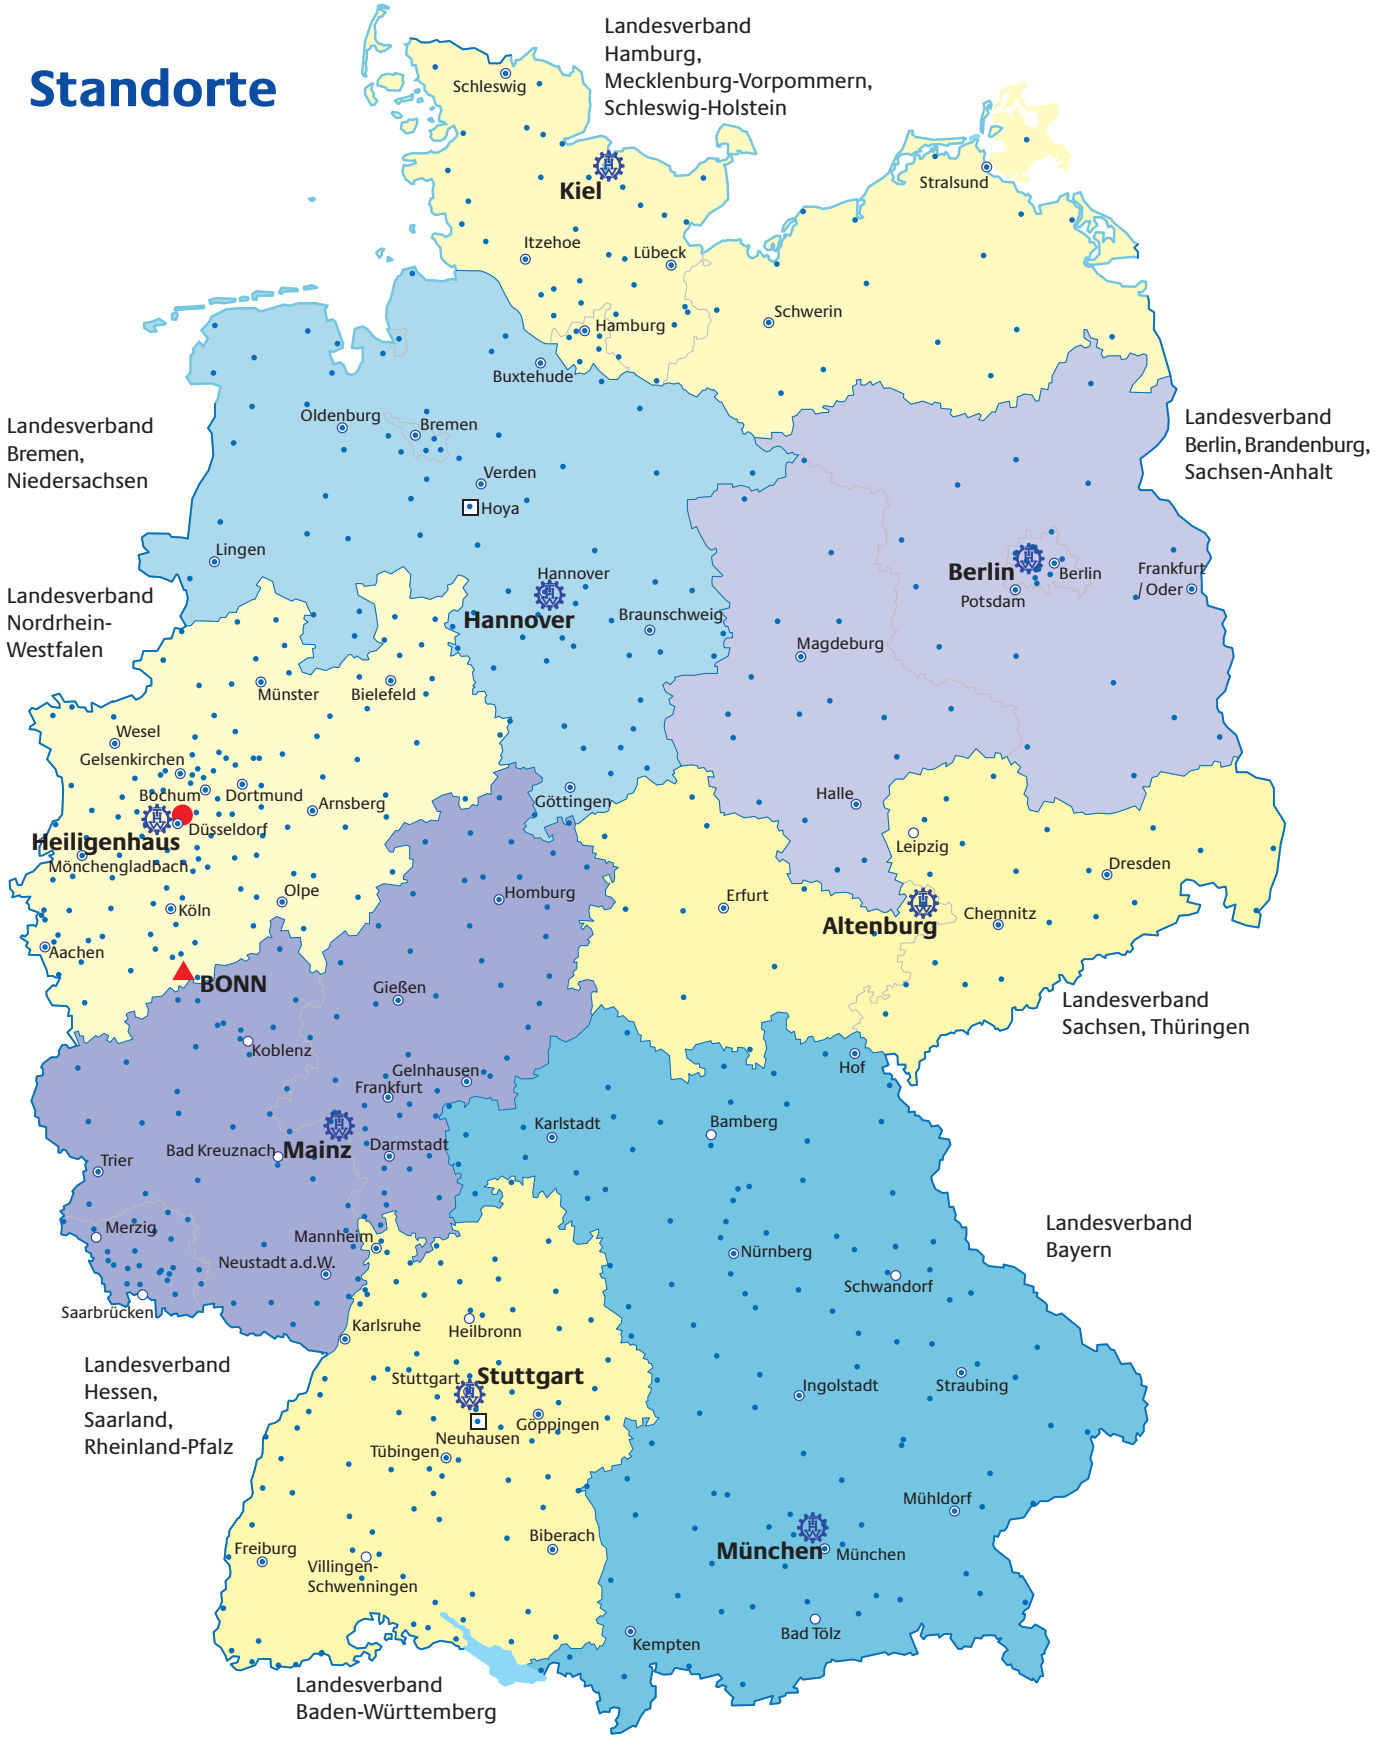 Standorte
Landesverband
Hamburg,
Mecklenburg-Vorpommern,
Schleswig-Holstein
Schleswig
Kiel
Stralsund
Itzehoe
Lübeck
Schwerin
Hamburg
Buxtehude
Landesverband
Bremen,
Niedersachsen
Oldenburg
Bremen
Verden
Hoya
Landesverband
Berlin, Brandenburg,
Sachsen-Anhalt
Lingen
Hannover
Hannover
Braunschweig
Berlin
Berlin
Potsdam
Frankfurt
/ Oder
Magdeburg
Landesverband
Nordrhein-
Westfalen
Münster
Bielefeld
Wesel
Gelsenkirchen
Bochum
Dortmund
Arnsberg
Göttingen
Halle
Düsseldorf
Heiligenhaus
Mönchengladbach
Leipzig
Dresden
Olpe
Homburg
Erfurt
Köln
Altenburg
Chemnitz
Aachen
BONN
Gießen
Landesverband
Sachsen, Thüringen
Koblenz
Gelnhausen
Frankfurt
Hof
Karlstadt
Bamberg
Bad Kreuznach
Mainz
Darmstadt
Trier
Merzig
Mannheim
Neustadt a.d.W.
Nürnberg
Schwandorf
Landesverband
Bayern
Saarbrücken
Karlsruhe
Heilbronn
Landesverband
Hessen,
Saarland,
Rheinland-Pfalz
Stuttgart
Stuttgart
Ingolstadt
Straubing
Göppingen
Neuhausen
Tübingen
Mühldorf
Biberach
München
München
Freiburg
Villingen-
Schwenningen
Kempten
Bad Tölz
Landesverband
Baden-Württemberg